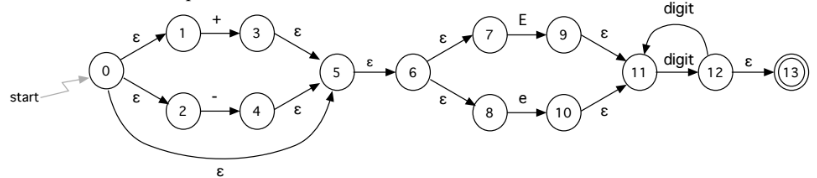 digit
ε 1 + 3 ε ε 7 E 9 ε
start 0 5 ε 6 11 digit 12 ε 13
ε 2 - 4 ε ε 8 e 10 ε
ε